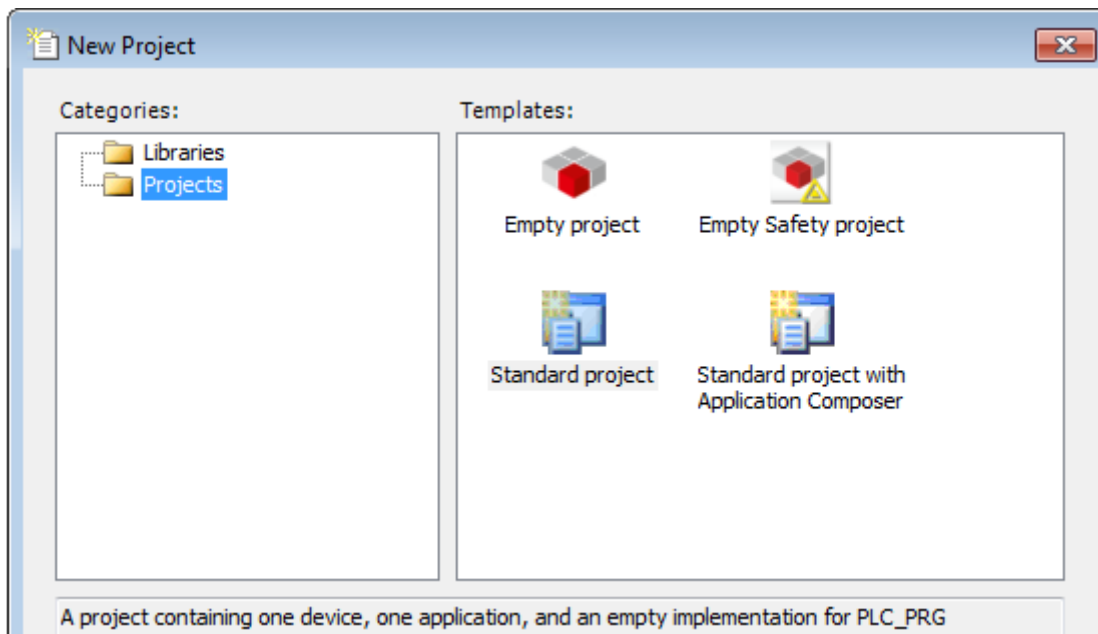 New Project
Categories:
Templates:
Libraries
Projects
Empty project
Empty Safety project
Standard project
Standard project with
Application Composer
A project containing one device, one application, and an empty implementation for PLC_PRG